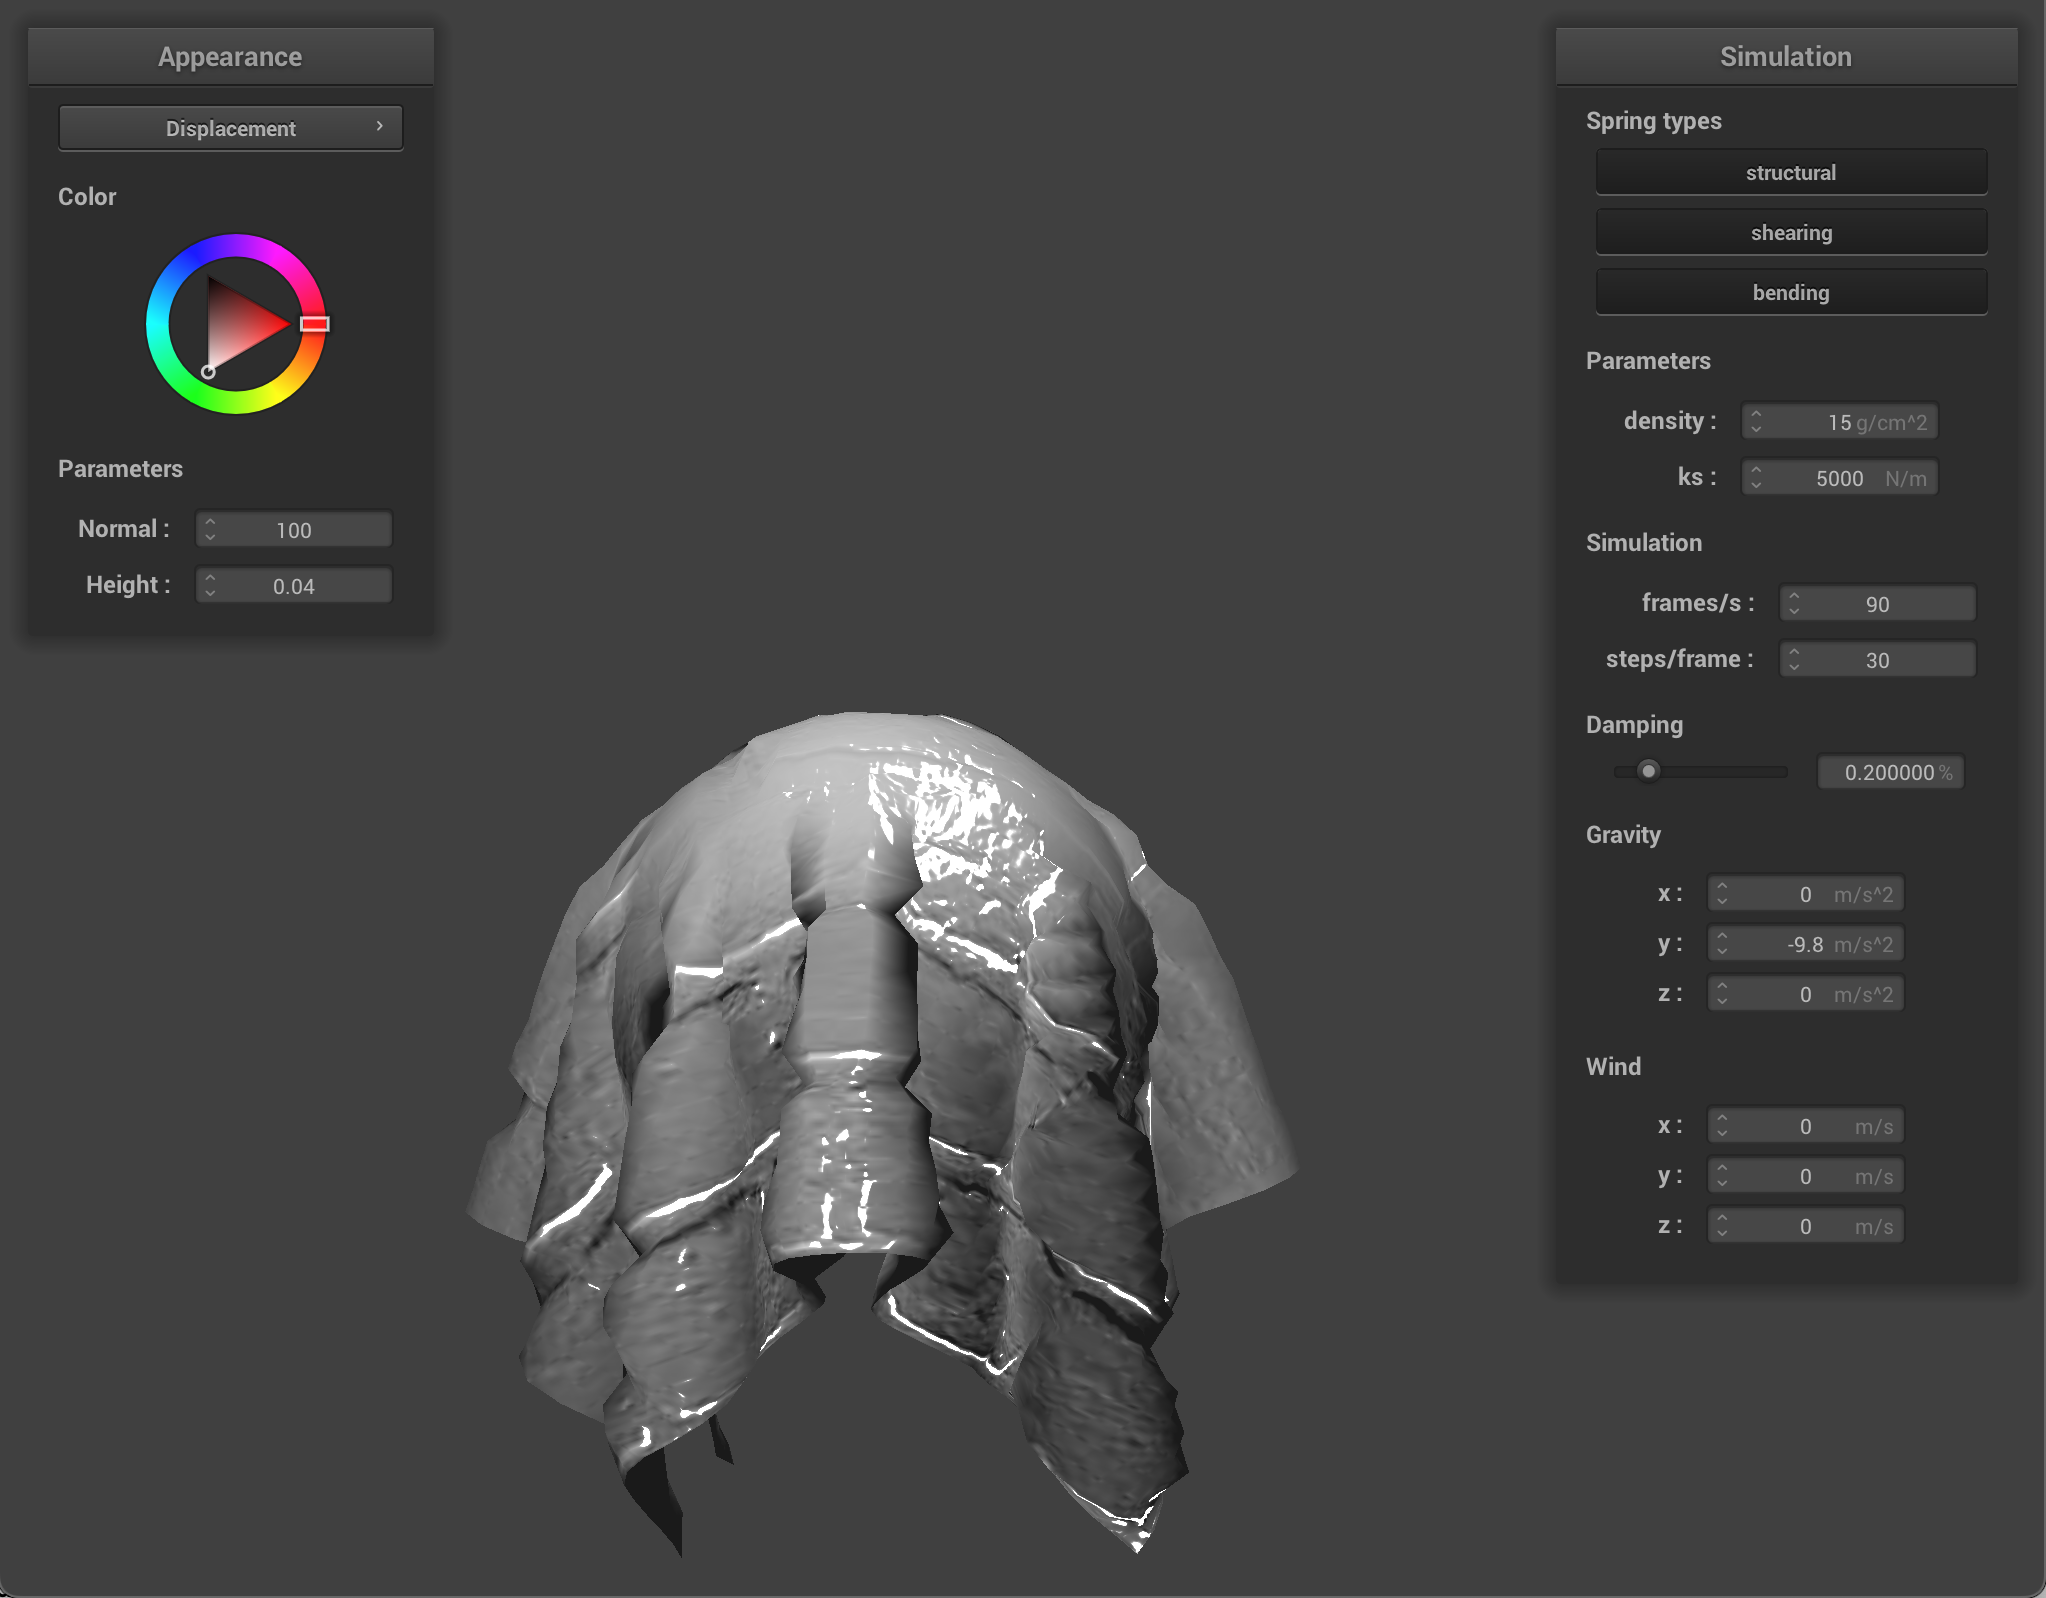 Appearance
Displacement
Color
Parameters
Normal : 100
Height : 0.04
Simulation
Spring types
structural
shearing
bending
Parameters
density : 15 g/cm^2
ks : 5000 N/m
Simulation
frames/s : 90
steps/frame : 30
Damping
0.200000 %
Gravity
x : 0 m/s^2
y : -9.8 m/s^2
z : 0 m/s^2
Wind
x : 0 m/s
y : 0 m/s
z : 0 m/s